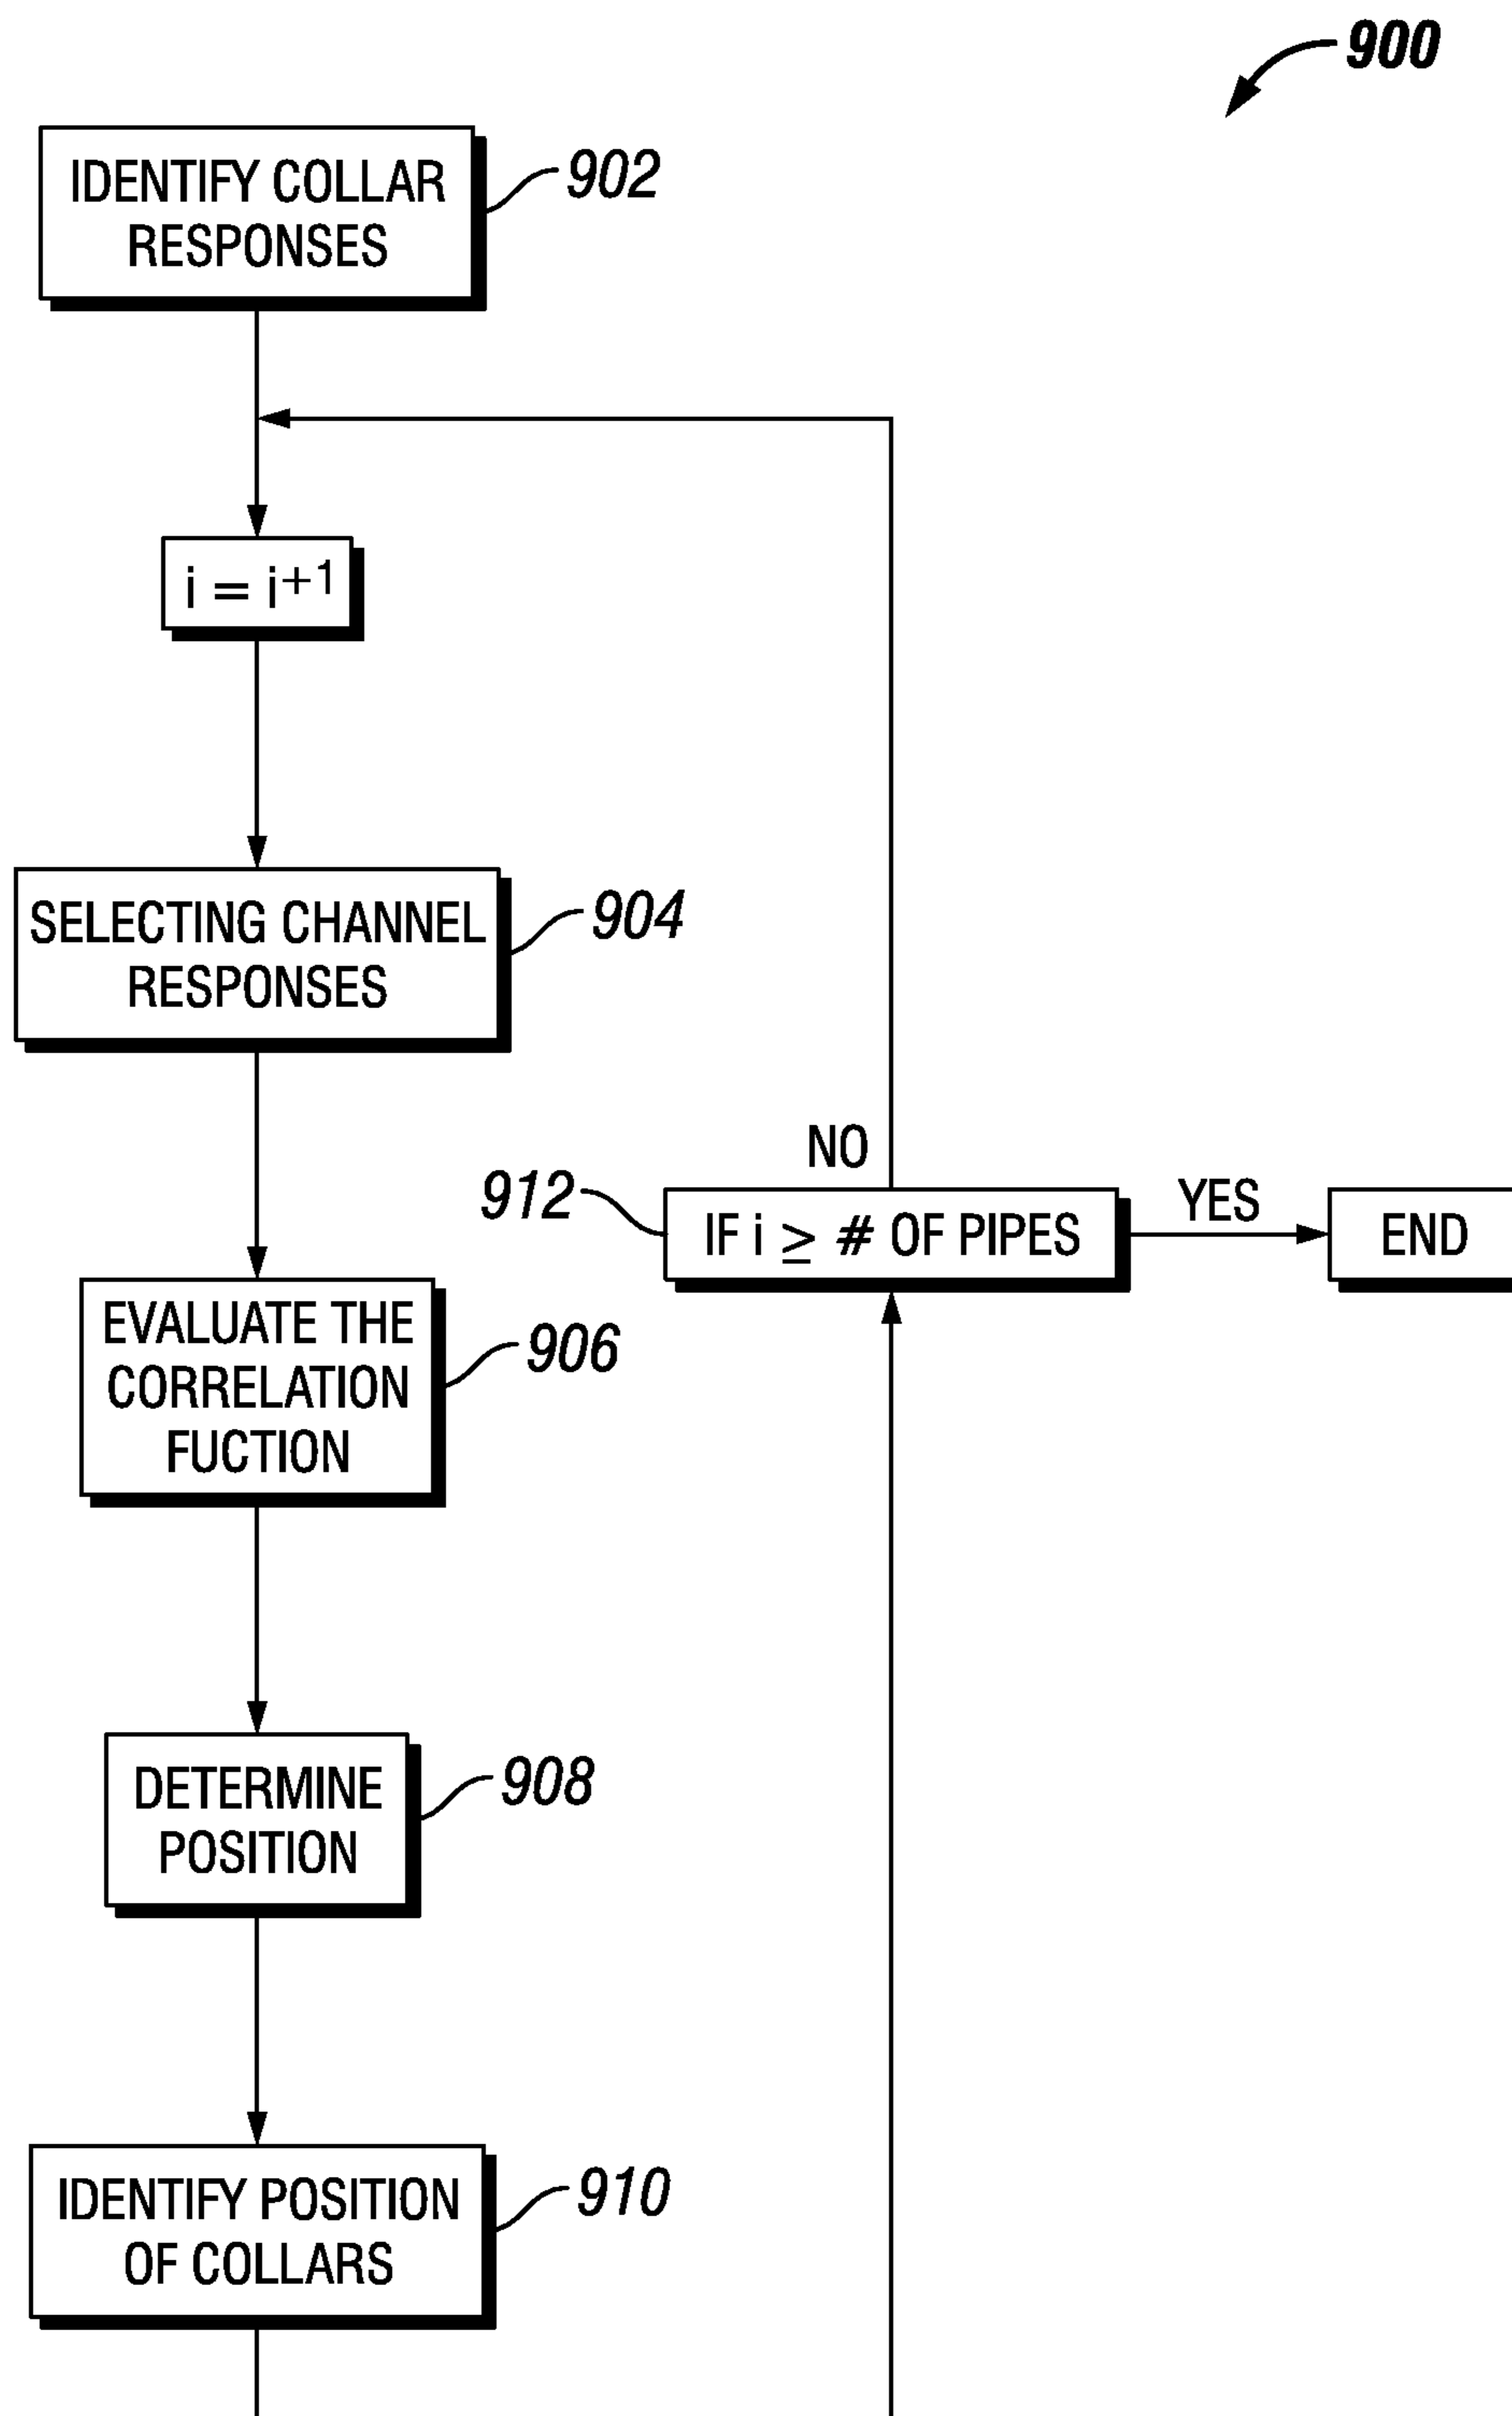 900
IDENTIFY COLLAR
RESPONSES
902
i = i+1
SELECTING CHANNEL
RESPONSES
904
NO
912
IF i ≥ # OF PIPES
YES
END
EVALUATE THE
CORRELATION
FUCTION
906
DETERMINE
POSITION
908
IDENTIFY POSITION
OF COLLARS
910